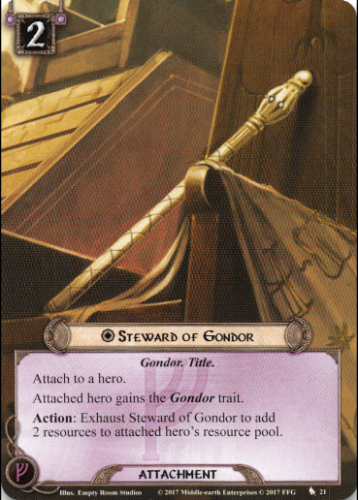 2
STEWARD OF GONDOR
Gondor. Title.
Attach to a hero.
Attached hero gains the Gondor trait.
Action: Exhaust Steward of Gondor to add
2 resources to attached hero's resource pool.
ATTACHMENT
Illus. Empty Room Studios © 2017 Middle-earth Enterprises © 2017 FFG 21